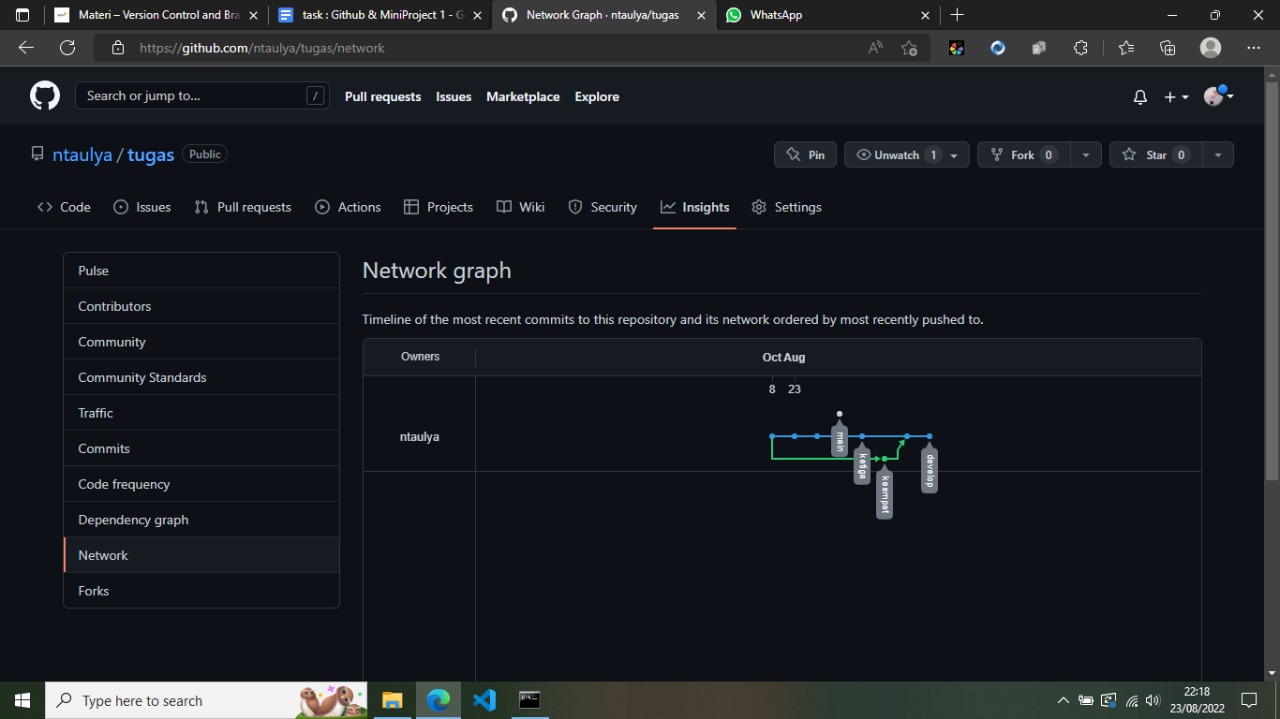 Materi – Version Control and Bra
task : Github & MiniProject 1 - G
Network Graph · ntaulya/tugas
WhatsApp
https://github.com/ntaulya/tugas/network
Search or jump to... /
Pull requests Issues Marketplace Explore
ntaulya / tugas Public
Pin Unwatch 1 Fork 0 Star 0
Code Issues Pull requests Actions Projects Wiki Security Insights Settings
Pulse
Contributors
Community
Community Standards
Traffic
Commits
Code frequency
Dependency graph
Network
Forks
Network graph
Timeline of the most recent commits to this repository and its network ordered by most recently pushed to.
Owners
Oct Aug
8 23
ntaulya
main
ketiga
keempat
develop
Type here to search
22:18
23/08/2022